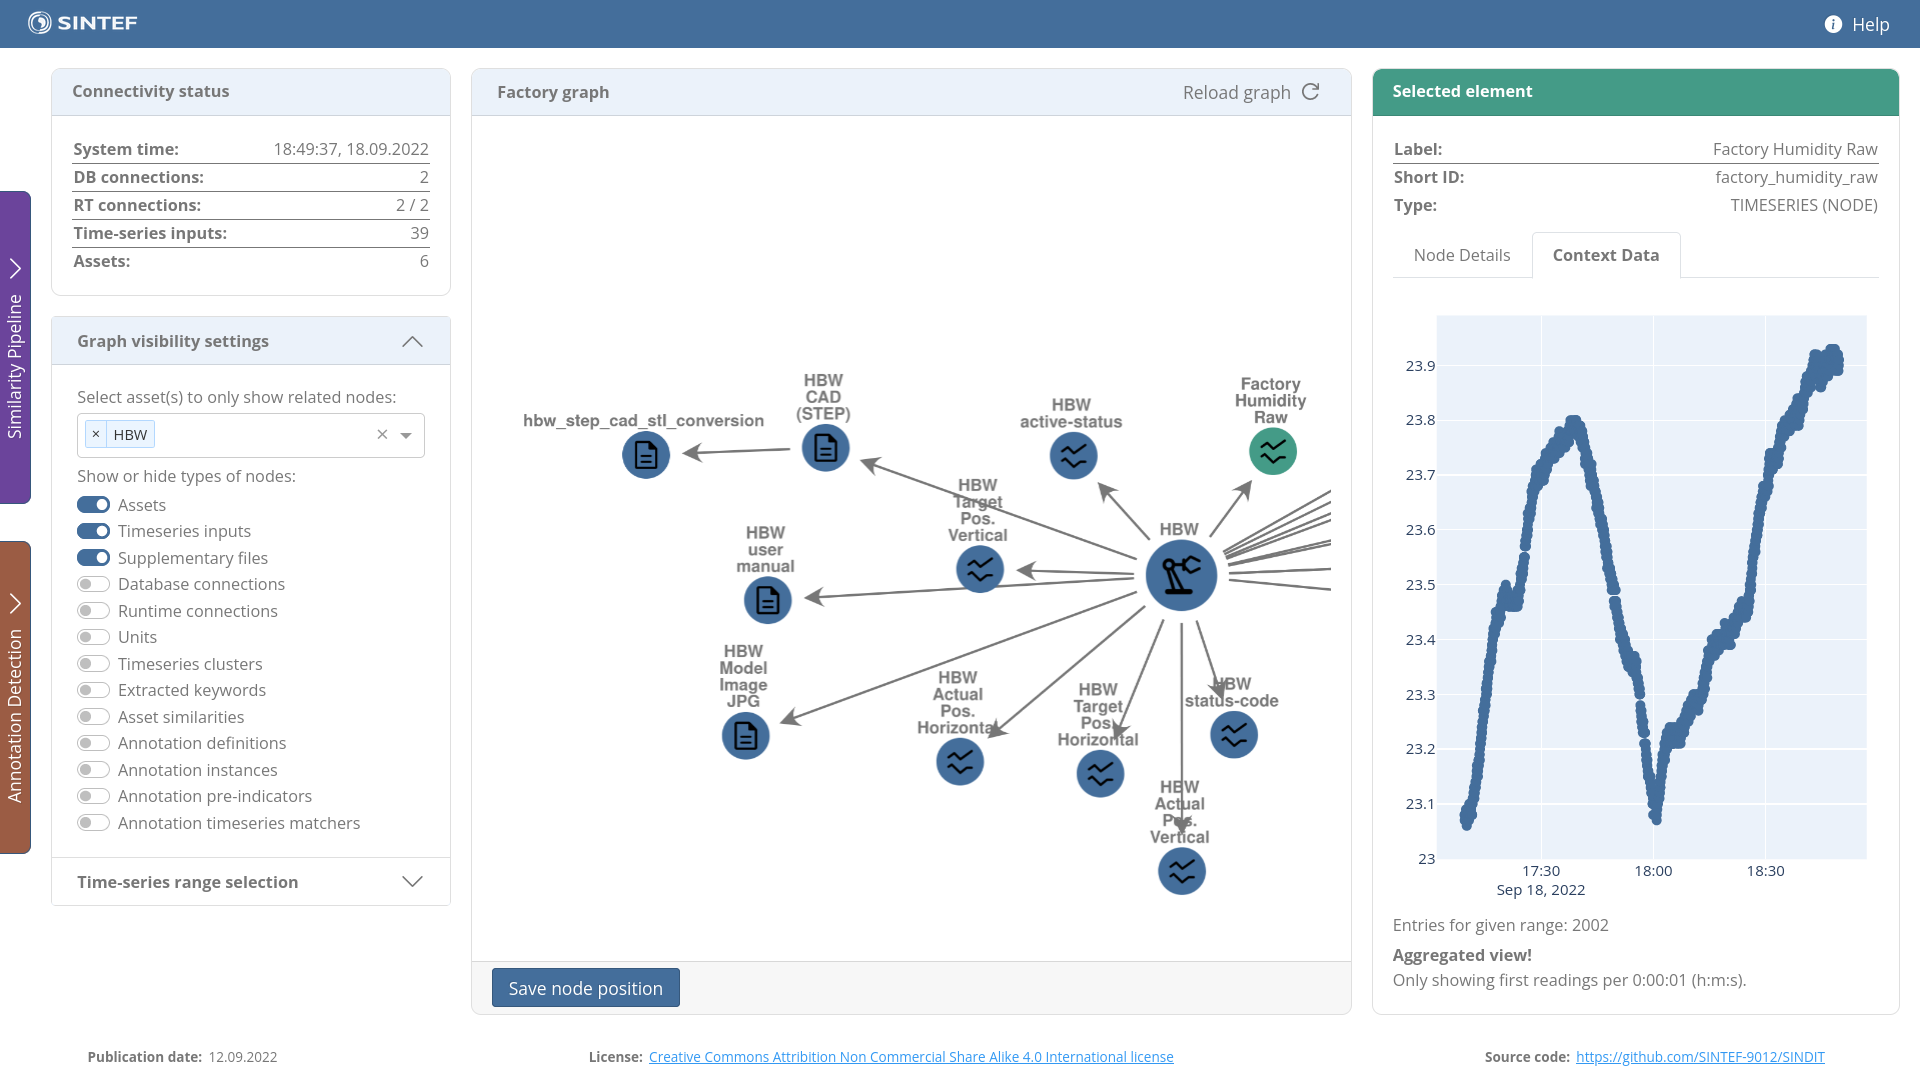 SINTEF
Help
Connectivity status
System time: 18:49:37, 18.09.2022
DB connections: 2
RT connections: 2 / 2
Time-series inputs: 39
Assets: 6
Similarity Pipeline
Annotation Detection
Graph visibility settings
Select asset(s) to only show related nodes:
× HBW ×
Show or hide types of nodes:
Assets
Timeseries inputs
Supplementary files
Database connections
Runtime connections
Units
Timeseries clusters
Extracted keywords
Asset similarities
Annotation definitions
Annotation instances
Annotation pre-indicators
Annotation timeseries matchers
Time-series range selection
Factory graph
Reload graph
hbw_step_cad_stl_conversion
HBW
CAD
(STEP)
HBW
active-status
Factory
Humidity
Raw
HBW
Target
Pos.
Vertical
HBW
HBW
user
manual
HBW
Model
Image
JPG
HBW
Actual
Pos.
Horizontal
HBW
Target
Pos.
Horizontal
HBW
status-code
HBW
Actual
Pos.
Vertical
Save node position
Selected element
Label: Factory Humidity Raw
Short ID: factory_humidity_raw
Type: TIMESERIES (NODE)
Node Details
Context Data
23.9
23.8
23.7
23.6
23.5
23.4
23.3
23.2
23.1
23
17:30 18:00 18:30
Sep 18, 2022
Entries for given range: 2002
Aggregated view!
Only showing first readings per 0:00:01 (h:m:s).
Publication date: 12.09.2022
License: Creative Commons Attribition Non Commercial Share Alike 4.0 International license
Source code: https://github.com/SINTEF-9012/SINDIT